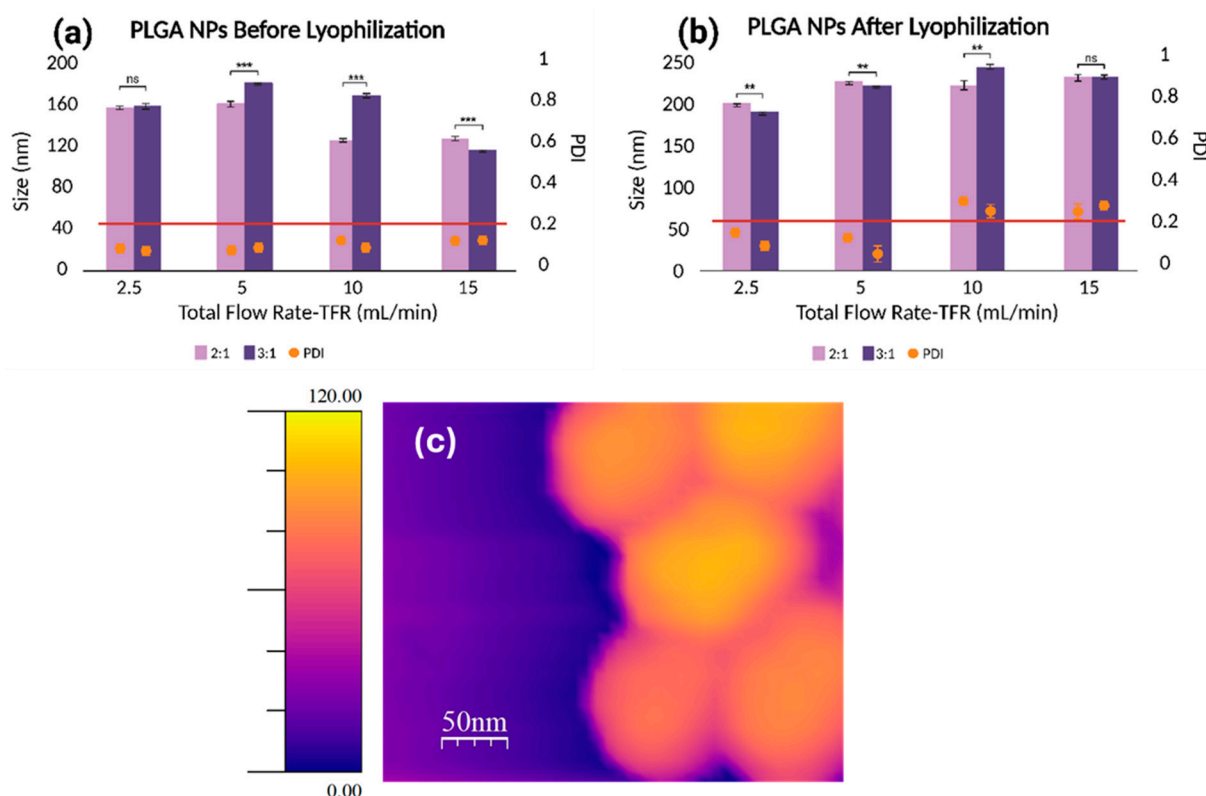 (a) PLGA NPs Before Lyophilization
Size (nm)
200
160
120
80
40
0
ns
***
***
***
1
0.8
0.6
0.4
0.2
0
PDI
2.5 5 10 15
Total Flow Rate-TFR (mL/min)
2:1 3:1 PDI
(b) PLGA NPs After Lyophilization
Size (nm)
250
200
150
100
50
0
**
**
**
ns
1
0.8
0.6
0.4
0.2
0
PDI
2.5 5 10 15
Total Flow Rate-TFR (mL/min)
2:1 3:1 PDI
120.00
0.00
(c)
50nm